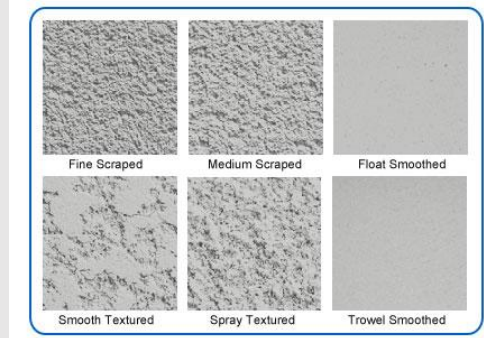 Fine Scraped
Medium Scraped
Float Smoothed
Smooth Textured
Spray Textured
Trowel Smoothed